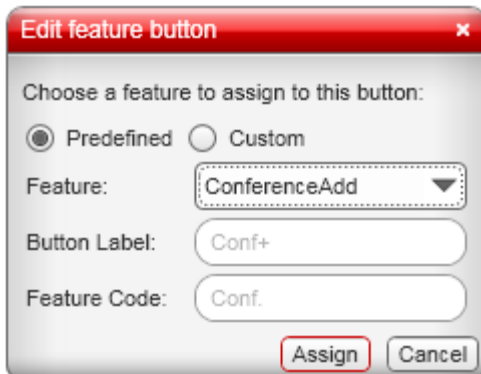 Edit feature button ×
Choose a feature to assign to this button:
Predefined Custom
Feature: ConferenceAdd
Button Label: Conf+
Feature Code: Conf.
Assign Cancel